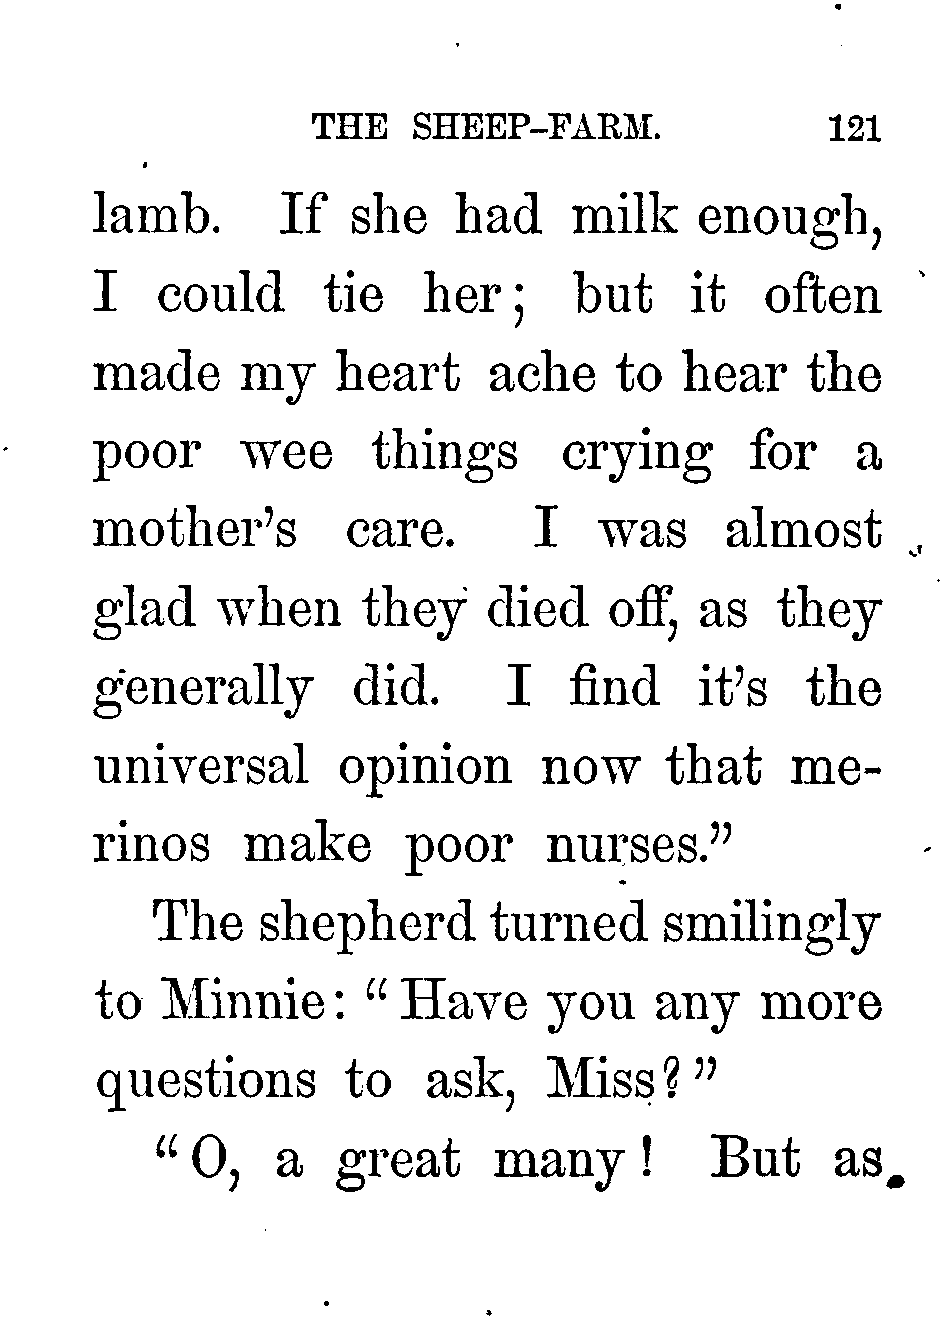 THE SHEEP-FARM. 121
lamb. If she had milk enough,
I could tie her; but it often
made my heart ache to hear the
poor wee things crying for a
mother's care. I was almost
glad when they died off, as they
generally did. I find it's the
universal opinion now that me-
rinos make poor nurses."
The shepherd turned smilingly
to Minnie: "Have you any more
questions to ask, Miss?"
"O, a great many! But as